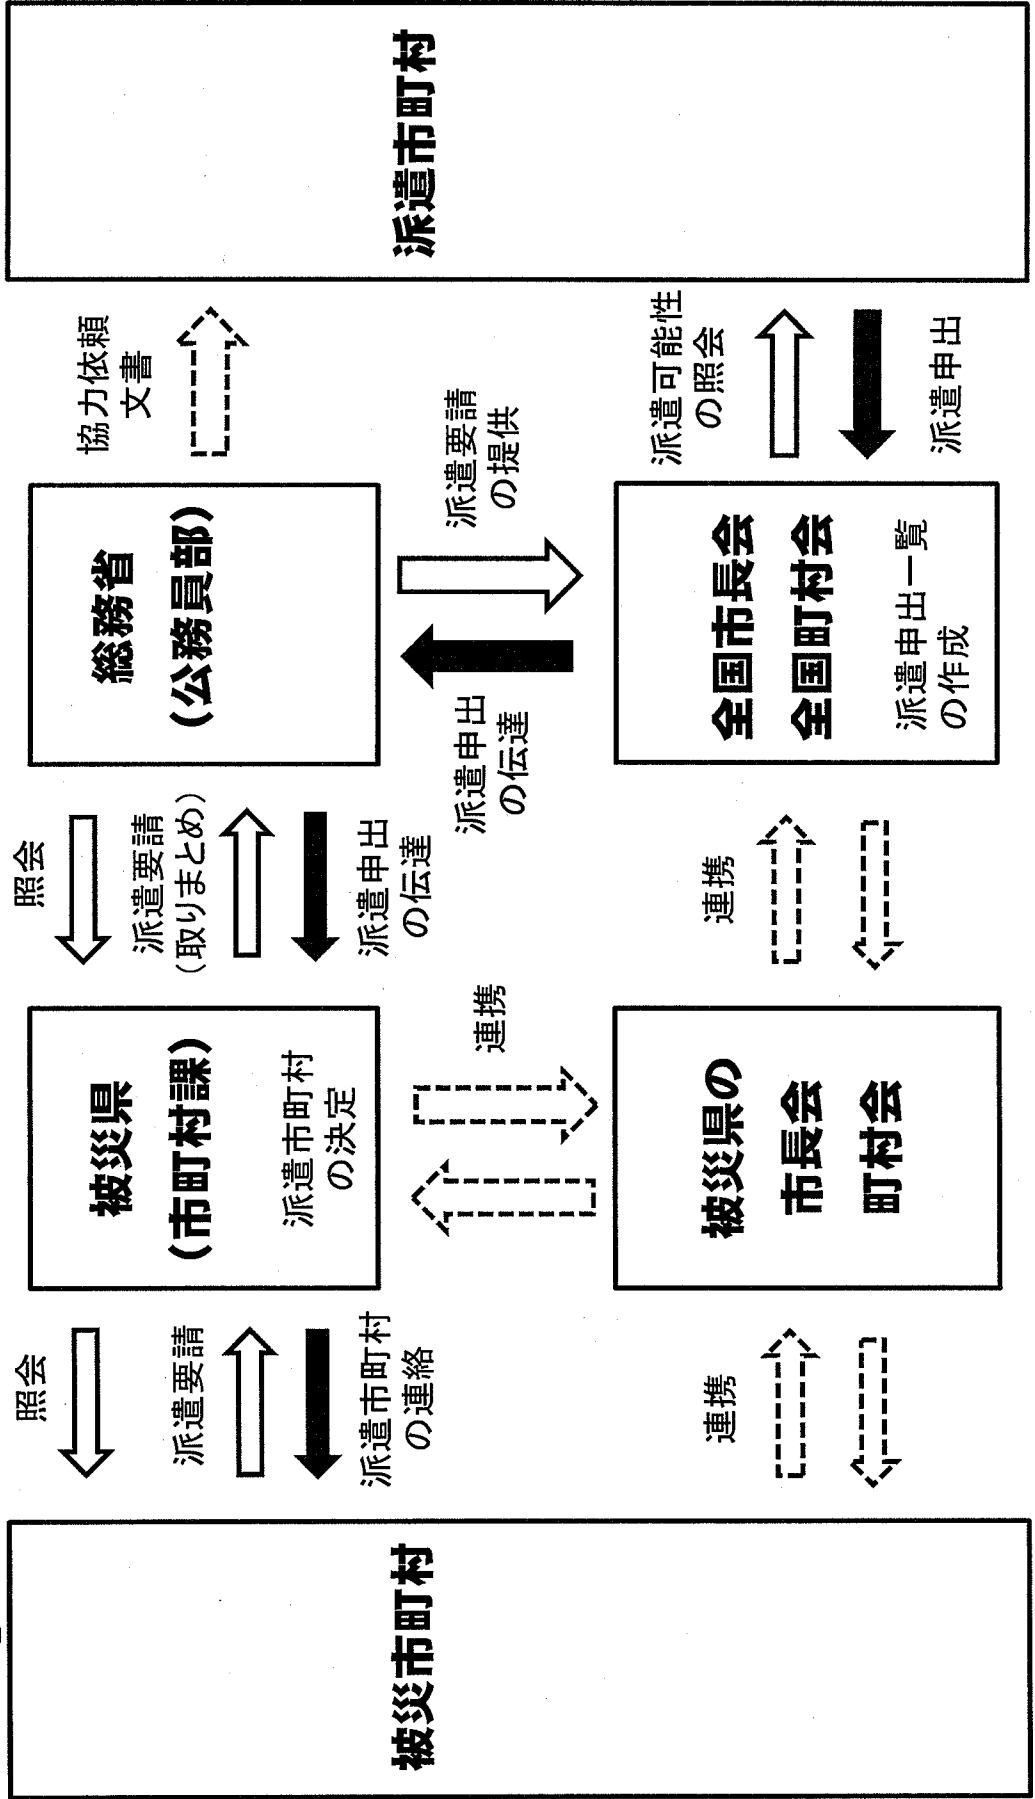 被災市町村
照会
派遣要請
派遣市町村
の連絡
連携
被災県
(市町村課)
派遣市町村
の決定
連携
被災県の
市長会
町村会
照会
派遣要請
(取りまとめ)
派遣申出
の伝達
連携
総務省
(公務員部)
派遣申出
の伝達
派遣要請
の提供
全国市長会
全国町村会
派遣申出一覧
の作成
協力依頼
文書
派遣可能性
の照会
派遣申出
派遣市町村